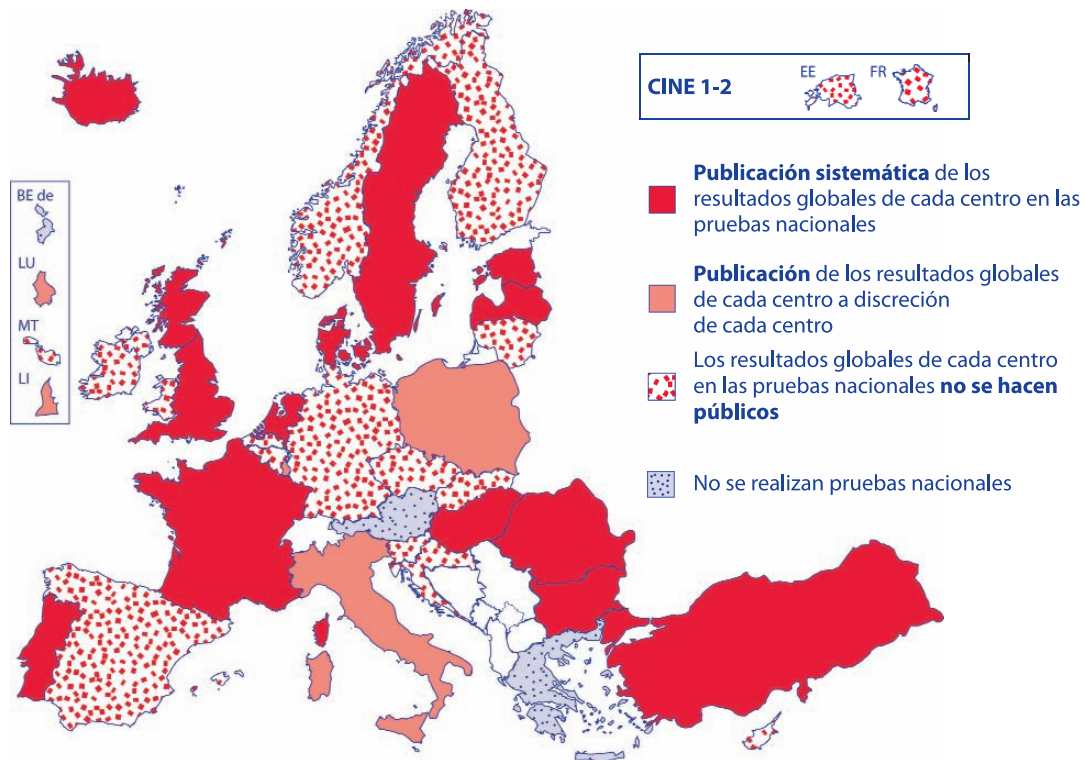 CINE 1-2
EE
FR
BE de
LU
MT
LI
Publicación sistemática de los
resultados globales de cada centro en las
pruebas nacionales
Publicación de los resultados globales
de cada centro a discreción
de cada centro
Los resultados globales de cada centro
en las pruebas nacionales no se hacen
públicos
No se realizan pruebas nacionales